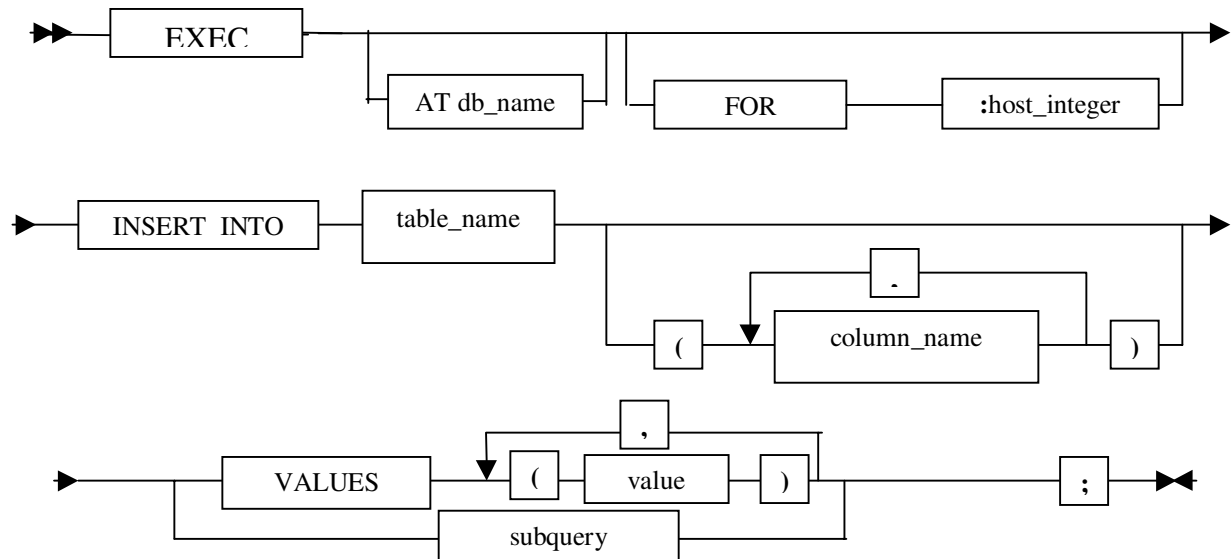 EXEC
AT db_name
FOR :host_integer
INSERT INTO table_name
,
( column_name )
,
VALUES ( value ) ;
subquery